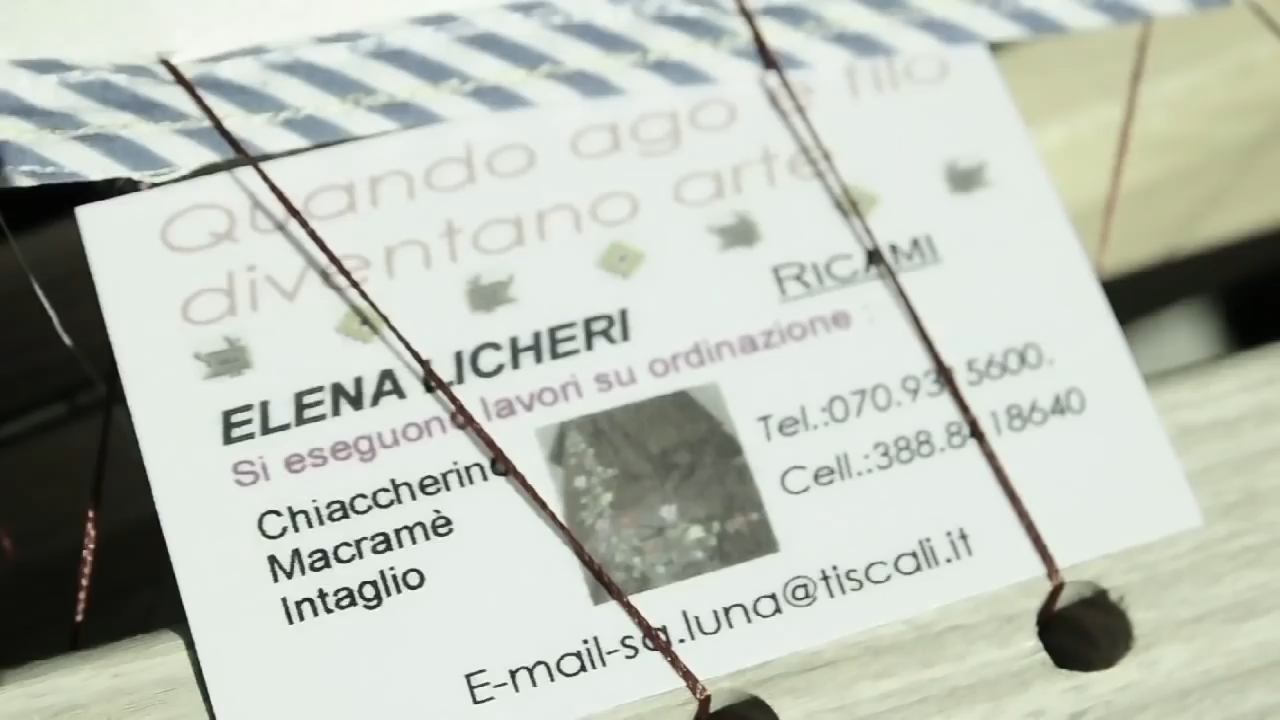 Quando ago e filo
diventano arte
RICAMI
ELENA LICHERI
Si eseguono lavori su ordinazione :
Chiaccherino
Macramè
Intaglio
Tel.:070.93 5600.
Cell.:388.8 18640
E-mail-sa.luna@tiscali.it